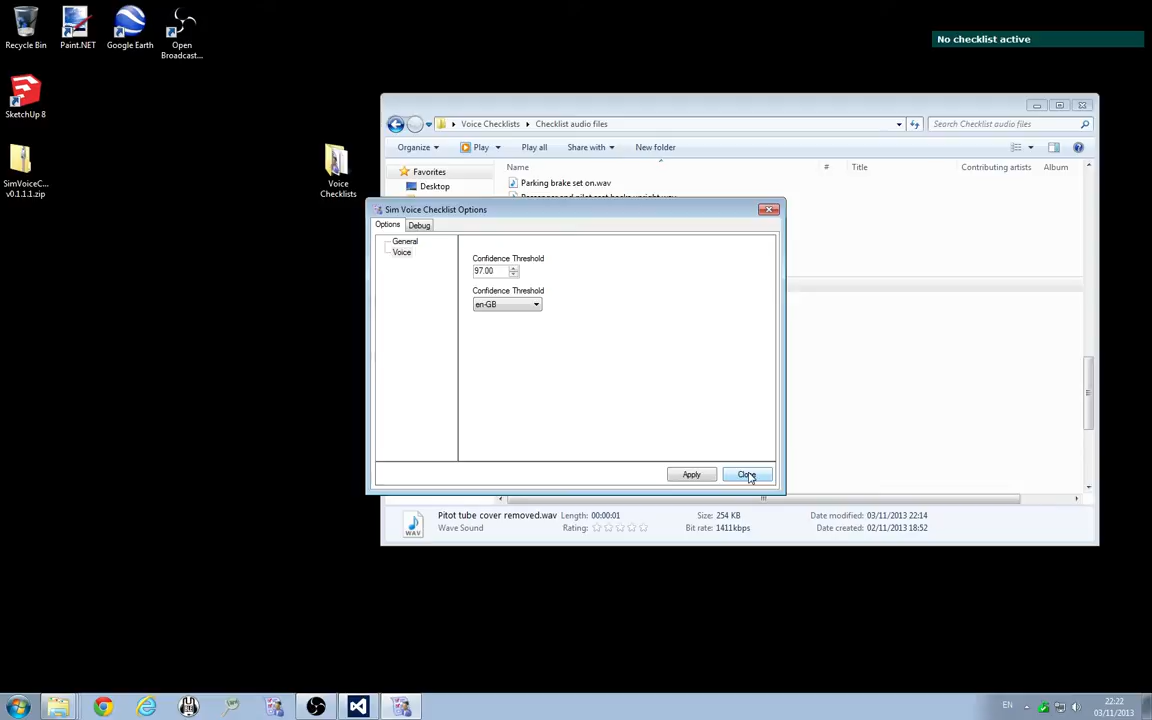 Recycle Bin
Paint.NET
Google Earth
Open
Broadcast...
No checklist active
SketchUp 8
SimVoiceC...
v0.1.1.1.zip
Voice
Checklists
Voice Checklists
Checklist audio files
Search Checklist audio files
Organize
Play
Play all
Share with
New folder
Favorites
Desktop
Name
#
Title
Contributing artists
Album
Parking brake set on.wav
Sim Voice Checklist Options
Options
Debug
General
Voice
Confidence Threshold
97.00
Confidence Threshold
en-GB
Apply
Close
Pitot tube cover removed.wav
Wave Sound
Length: 00:00:01
Rating:
Size: 254 KB
Bit rate: 1411kbps
Date modified: 03/11/2013 22:14
Date created: 02/11/2013 18:52
WAV
EN
22:22
03/11/2013